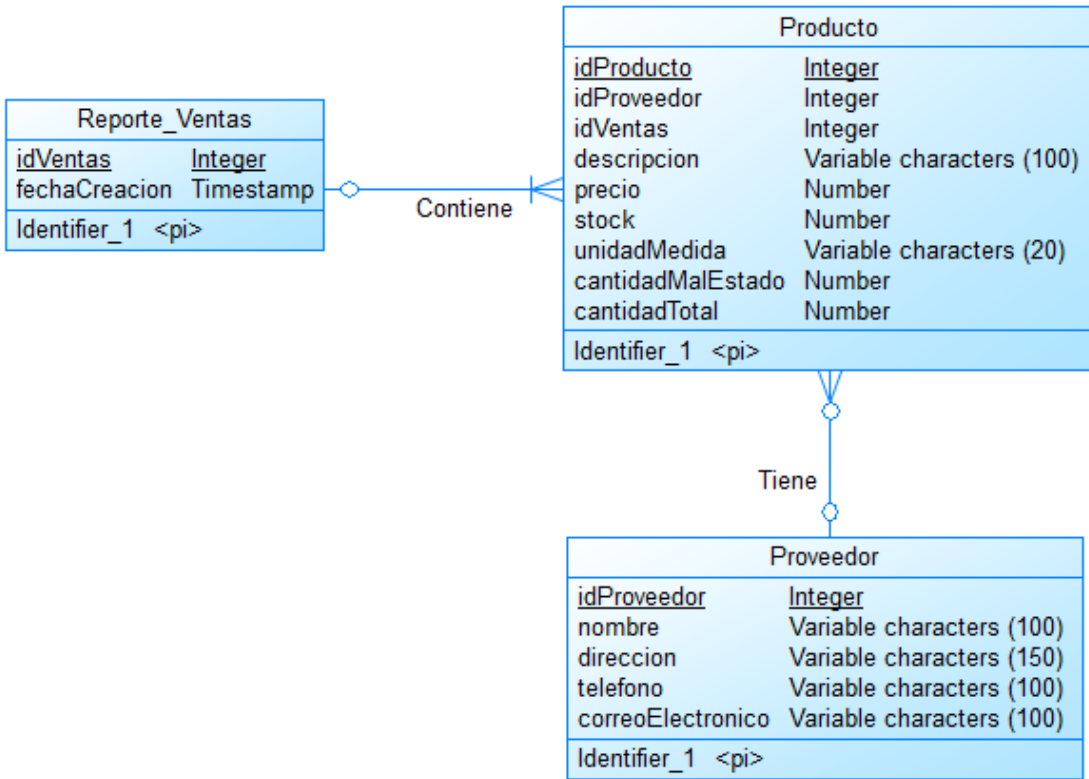 Reporte_Ventas
idVentas Integer
fechaCreacion Timestamp
Identifier_1 <pi>
Contiene
Producto
idProducto Integer
idProveedor Integer
idVentas Integer
descripcion Variable characters (100)
precio Number
stock Number
unidadMedida Variable characters (20)
cantidadMalEstado Number
cantidadTotal Number
Identifier_1 <pi>
Tiene
Proveedor
idProveedor Integer
nombre Variable characters (100)
direccion Variable characters (150)
telefono Variable characters (100)
correoElectronico Variable characters (100)
Identifier_1 <pi>